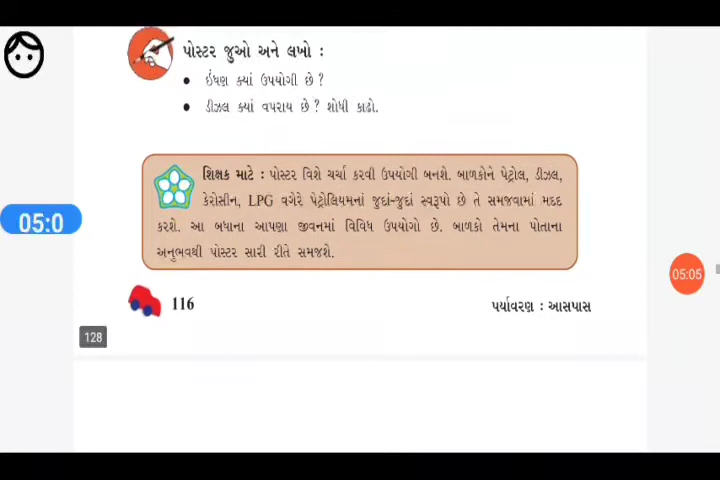 પોસ્ટર જુઓ અને લખો :
• ઇંધણ ક્યાં ઉપયોગી છે ?
• ડીઝલ ક્યાં વપરાય છે ? શોધી કાઢો.
શિક્ષક માટે : પોસ્ટર વિશે ચર્ચા કરવી ઉપયોગી બનશે. બાળકોને પેટ્રોલ, ડીઝલ,
કેરોસીન, LPG વગેરે પેટ્રોલિયમનાં જુદાં-જુદાં સ્વરૂપો છે તે સમજવામાં મદદ
કરશે. આ બધાના આપણા જીવનમાં વિવિધ ઉપયોગો છે. બાળકો તેમના પોતાના
અનુભવથી પોસ્ટર સારી રીતે સમજશે.
05:0
05:05
116
પર્યાવરણ : આસપાસ
128